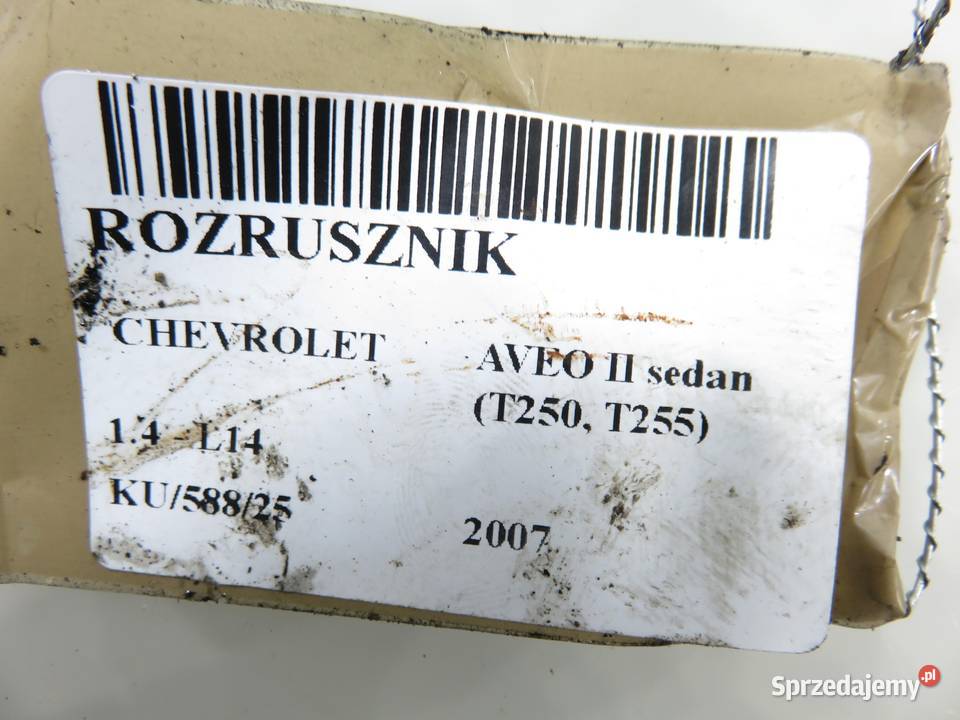 ROZRUSZNIK
CHEVROLET
AVEO II sedan
(T250, T255)
1.4 - L14
KU/588/25
2007
Sprzedajemy.pl